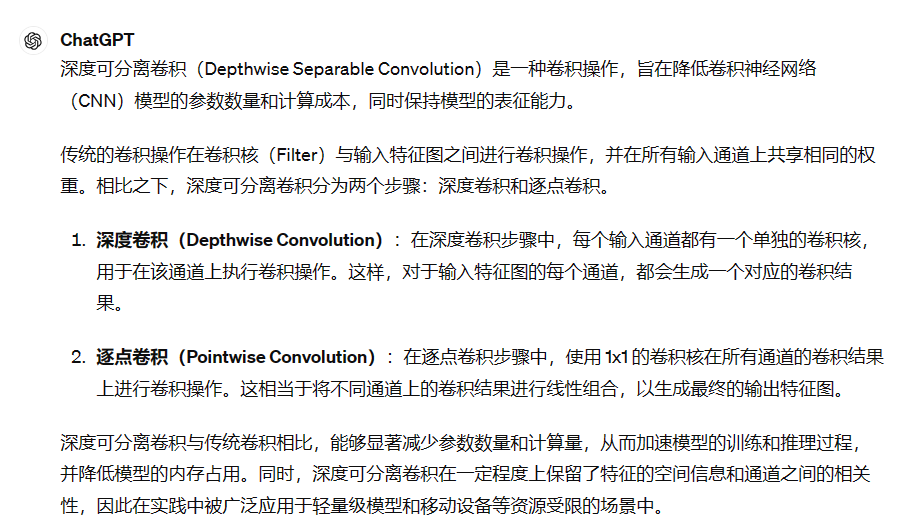 ChatGPT
深度可分离卷积（Depthwise Separable Convolution）是一种卷积操作，旨在降低卷积神经网络
（CNN）模型的参数数量和计算成本，同时保持模型的表征能力。
传统的卷积操作在卷积核（Filter）与输入特征图之间进行卷积操作，并在所有输入通道上共享相同的权
重。相比之下，深度可分离卷积分为两个步骤：深度卷积和逐点卷积。
1. 深度卷积（Depthwise Convolution）：在深度卷积步骤中，每个输入通道都有一个单独的卷积核，
用于在该通道上执行卷积操作。这样，对于输入特征图的每个通道，都会生成一个对应的卷积结
果。
2. 逐点卷积（Pointwise Convolution）：在逐点卷积步骤中，使用 1x1 的卷积核在所有通道的卷积结果
上进行卷积操作。这相当于将不同通道上的卷积结果进行线性组合，以生成最终的输出特征图。
深度可分离卷积与传统卷积相比，能够显著减少参数数量和计算量，从而加速模型的训练和推理过程，
并降低模型的内存占用。同时，深度可分离卷积在一定程度上保留了特征的空间信息和通道之间的相关
性，因此在实践中被广泛应用于轻量级模型和移动设备等资源受限的场景中。